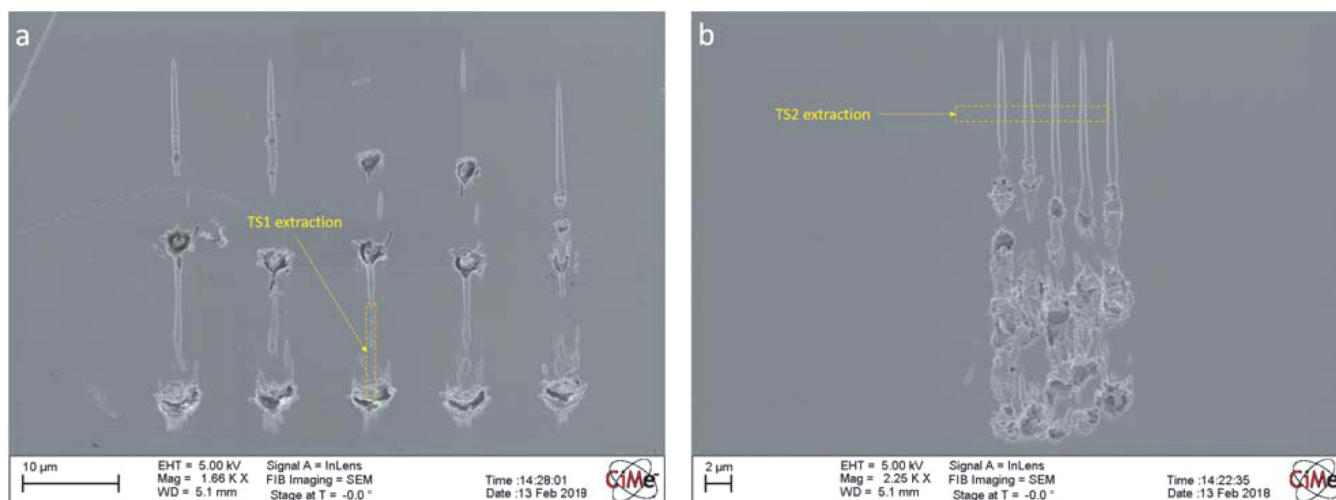 a
TS1 extraction
10 µm
EHT = 5.00 kV
Mag = 1.66 K X
WD = 5.1 mm
Signal A = InLens
FIB Imaging = SEM
Stage at T = -0.0 °
Time :14:28:01
Date :13 Feb 2018
CiMe
b
TS2 extraction
2 µm
EHT = 5.00 kV
Mag = 2.25 K X
WD = 5.1 mm
Signal A = InLens
FIB Imaging = SEM
Stage at T = -0.0 °
Time :14:22:35
Date :13 Feb 2018
CiMe